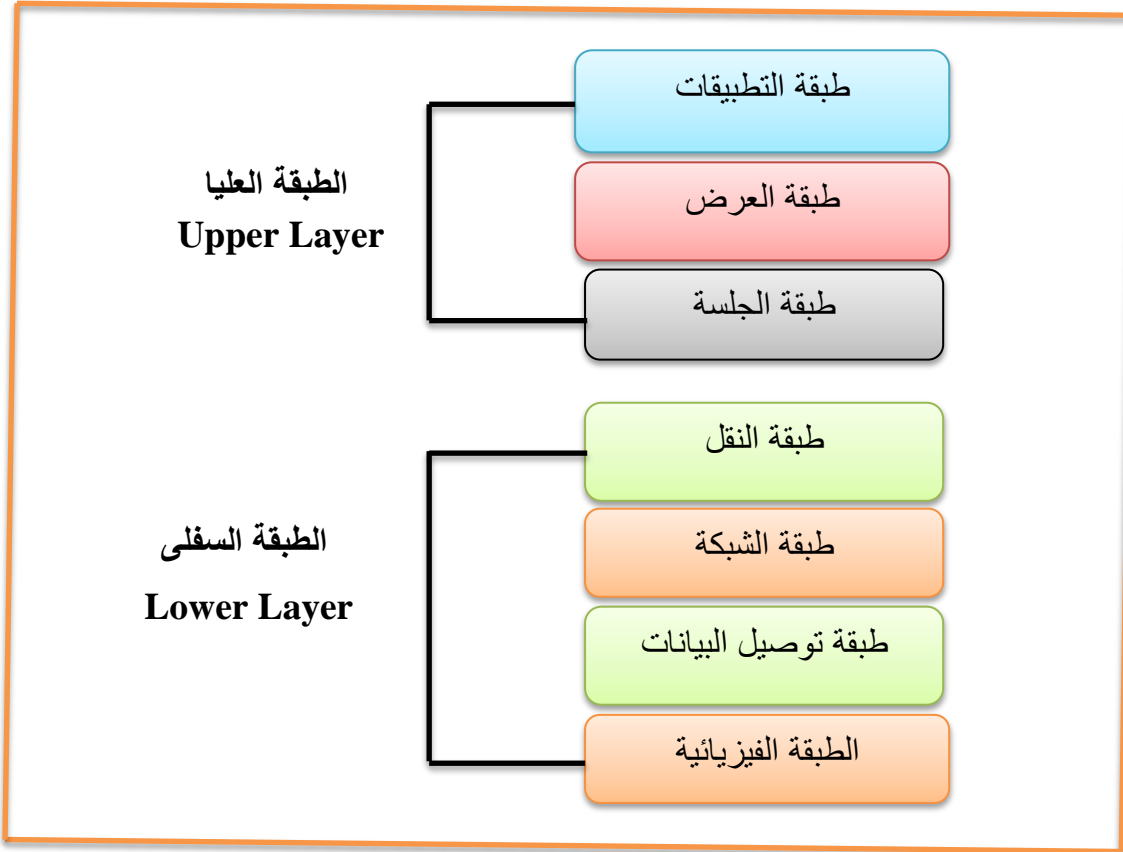 طبقة التطبيقات
طبقة العرض
طبقة الجلسة
الطبقة العليا
Upper Layer
طبقة النقل
طبقة الشبكة
طبقة توصيل البيانات
الطبقة الفيزيائية
الطبقة السفلى
Lower Layer